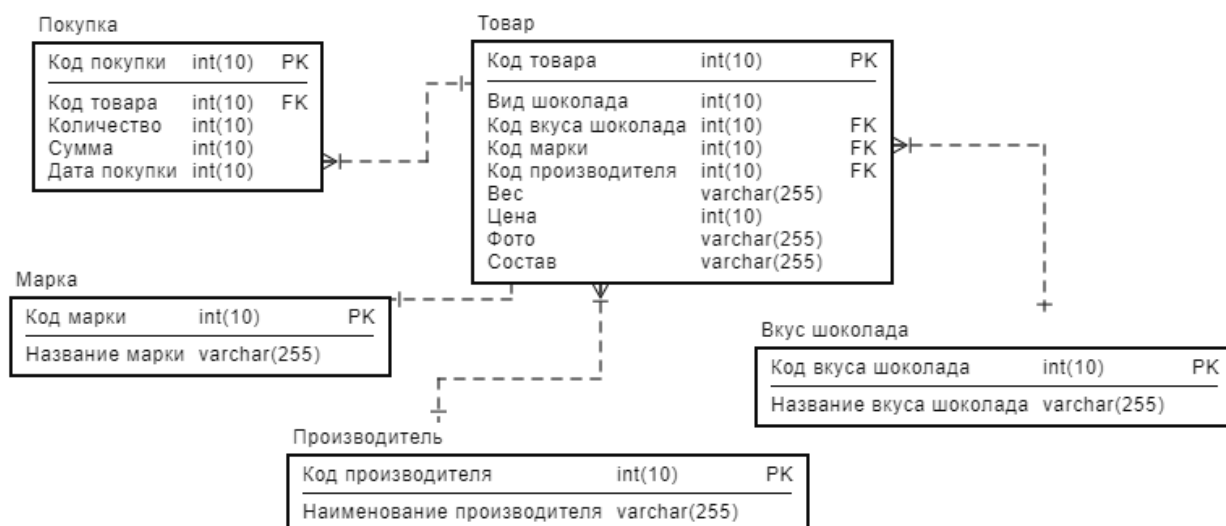 Покупка
Код покупки int(10) PK
Код товара int(10) FK
Количество int(10)
Сумма int(10)
Дата покупки int(10)
Товар
Код товара int(10) PK
Вид шоколада int(10)
Код вкуса шоколада int(10) FK
Код марки int(10) FK
Код производителя int(10) FK
Вес varchar(255)
Цена int(10)
Фото varchar(255)
Состав varchar(255)
Марка
Код марки int(10) PK
Название марки varchar(255)
Вкус шоколада
Код вкуса шоколада int(10) PK
Название вкуса шоколада varchar(255)
Производитель
Код производителя int(10) PK
Наименование производителя varchar(255)